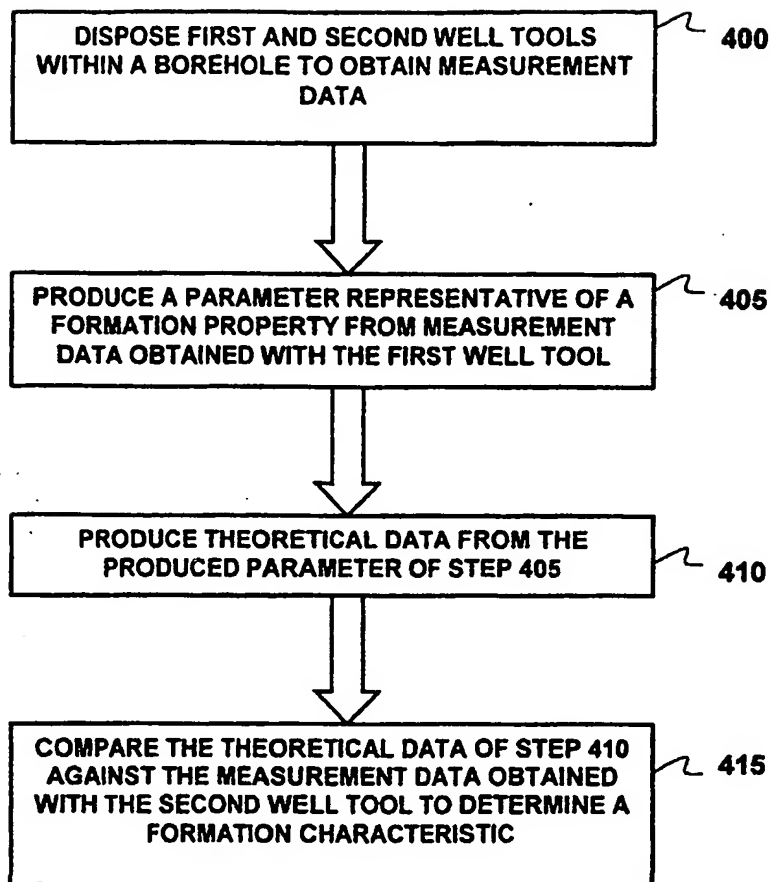 DISPOSE FIRST AND SECOND WELL TOOLS
WITHIN A BOREHOLE TO OBTAIN MEASUREMENT
DATA
400
PRODUCE A PARAMETER REPRESENTATIVE OF A
FORMATION PROPERTY FROM MEASUREMENT
DATA OBTAINED WITH THE FIRST WELL TOOL
405
PRODUCE THEORETICAL DATA FROM THE
PRODUCED PARAMETER OF STEP 405
410
COMPARE THE THEORETICAL DATA OF STEP 410
AGAINST THE MEASUREMENT DATA OBTAINED
WITH THE SECOND WELL TOOL TO DETERMINE A
FORMATION CHARACTERISTIC
415